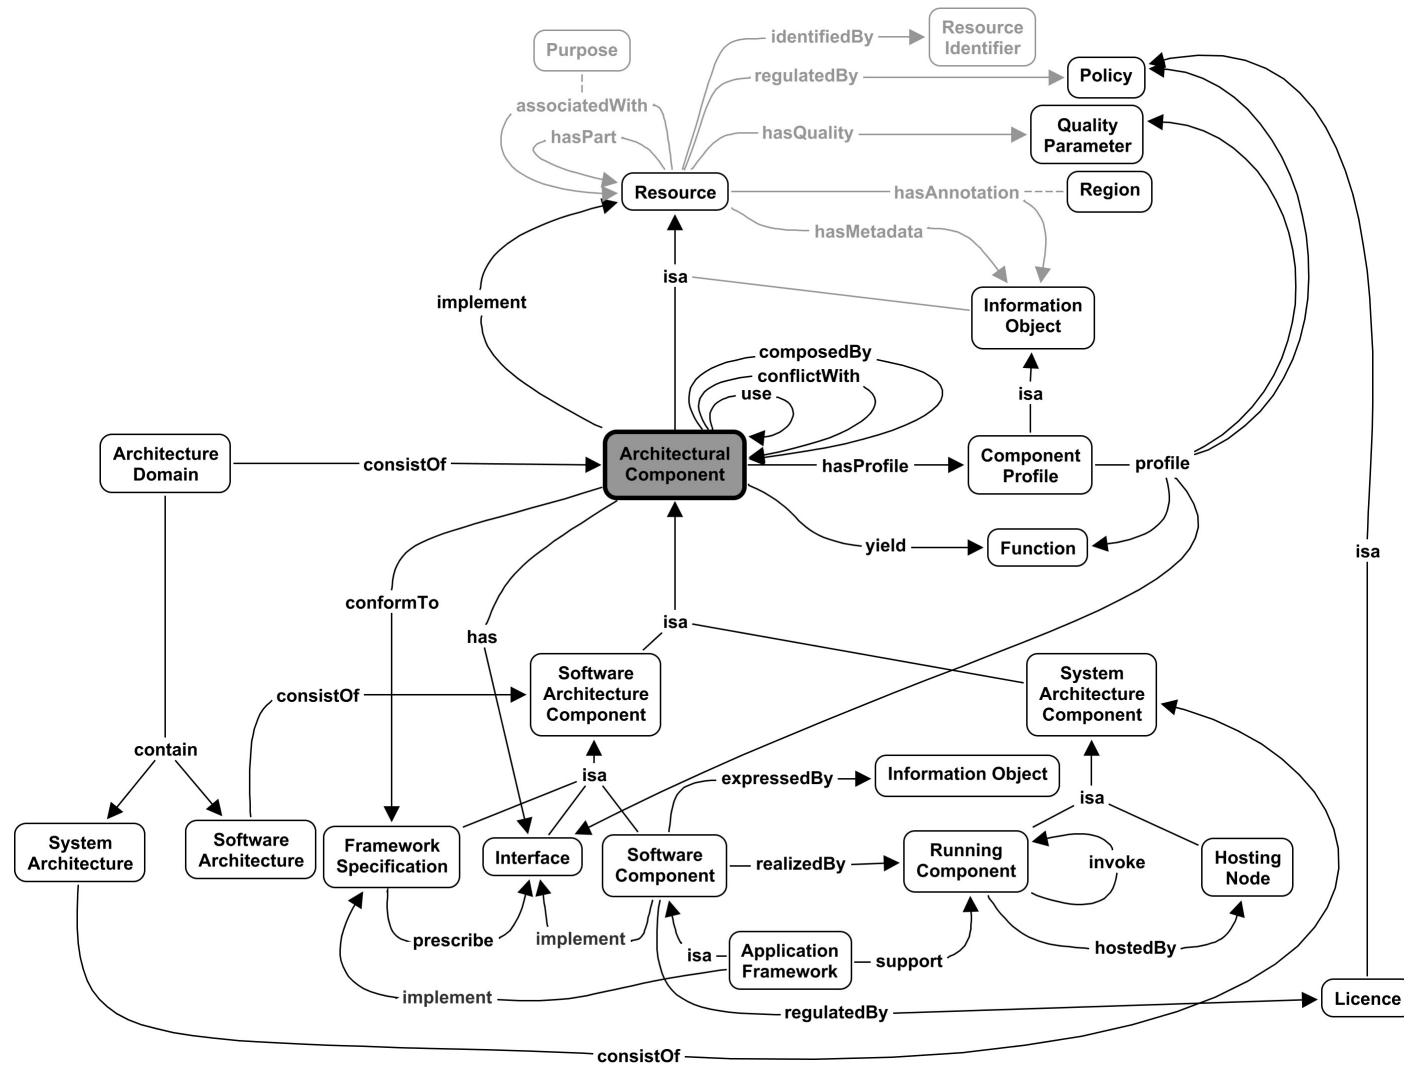 identifiedBy
Resource
Identifier
Purpose
regulatedBy
Policy
associatedWith
hasPart
hasQuality
Quality
Parameter
Resource
hasAnnotation
Region
hasMetadata
isa
implement
Information
Object
composedBy
conflictWith
use
isa
Architecture
Domain
consistOf
Architectural
Component
hasProfile
Component
Profile
profile
yield
Function
isa
conformTo
has
isa
consistOf
Software
Architecture
Component
System
Architecture
Component
contain
isa
expressedBy
Information Object
isa
System
Architecture
Software
Architecture
Framework
Specification
Interface
Software
Component
realizedBy
Running
Component
invoke
Hosting
Node
prescribe
implement
isa
Application
Framework
support
hostedBy
implement
regulatedBy
Licence
consistOf